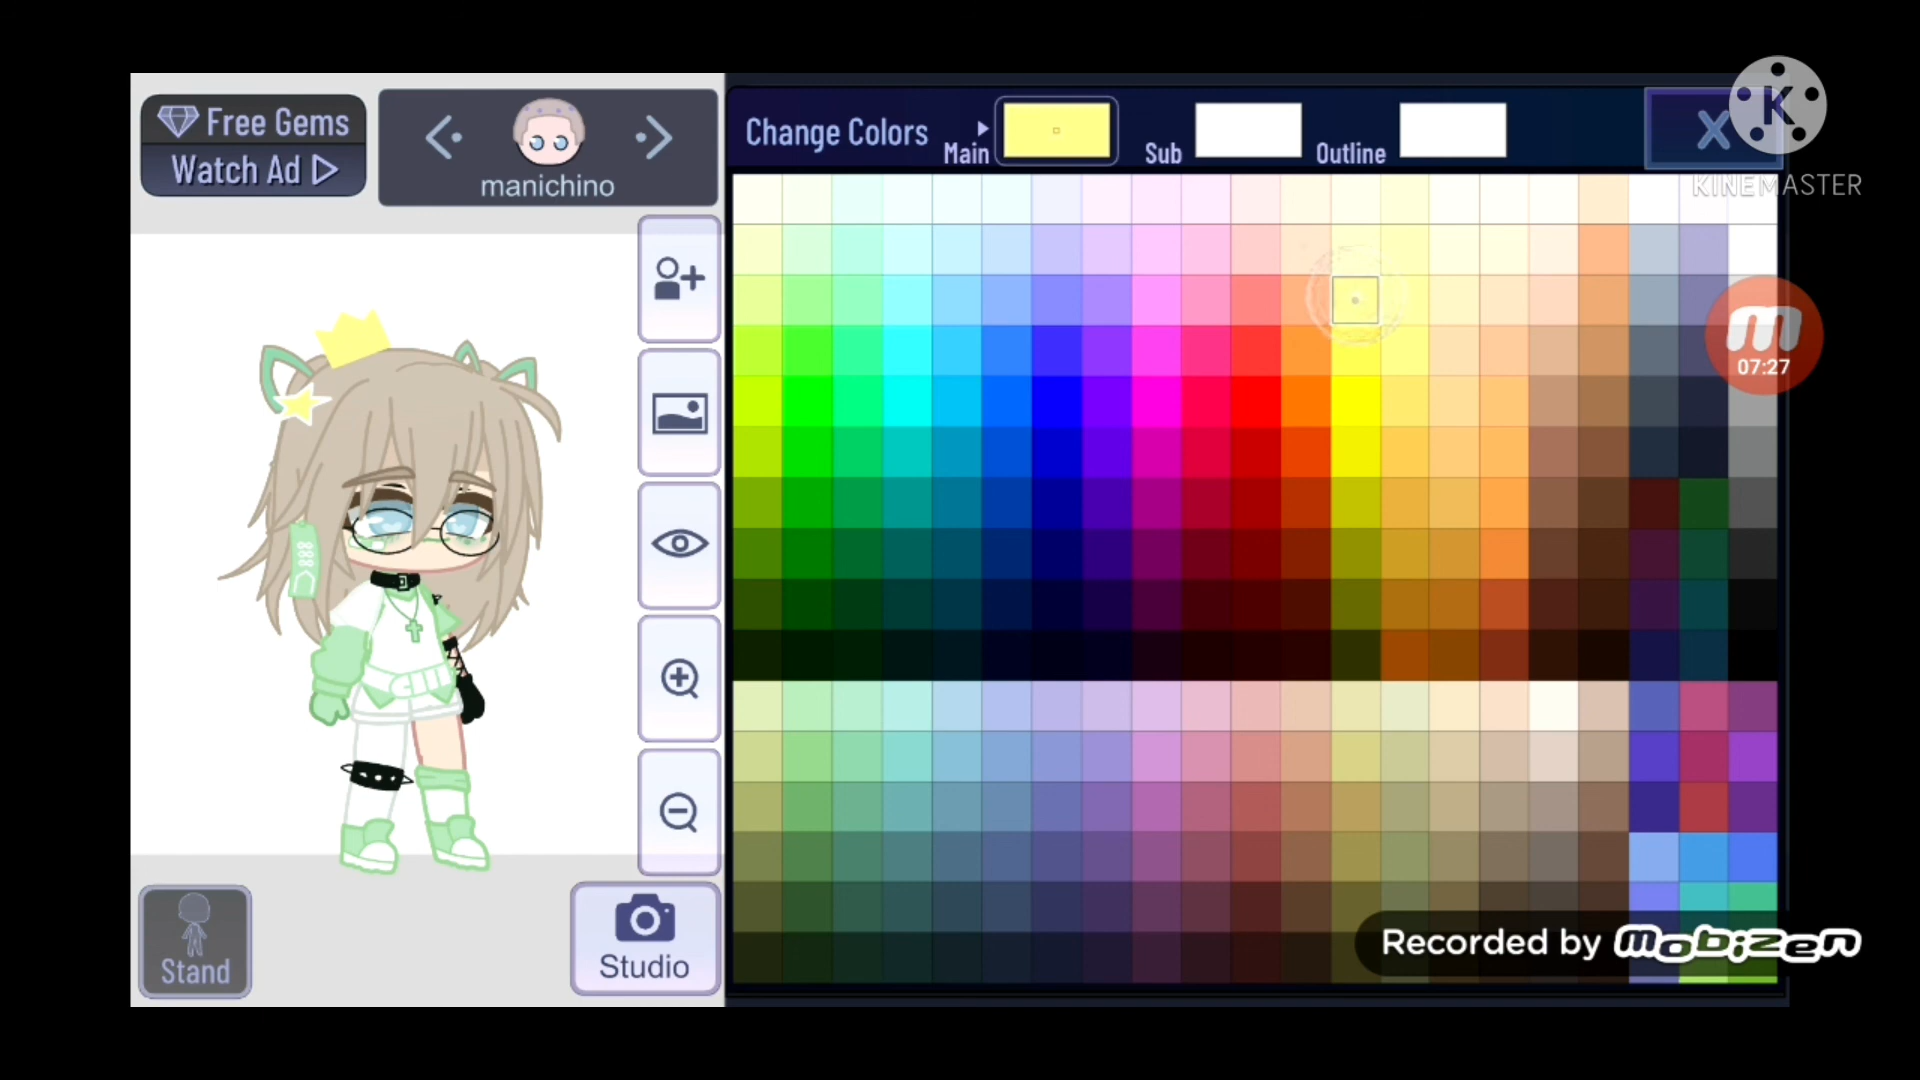 Free Gems
Watch Ad
manichino
Change Colors
Main
Sub
Outline
X
K
KINEMASTER
m
07:27
Stand
Studio
Recorded by mobizen